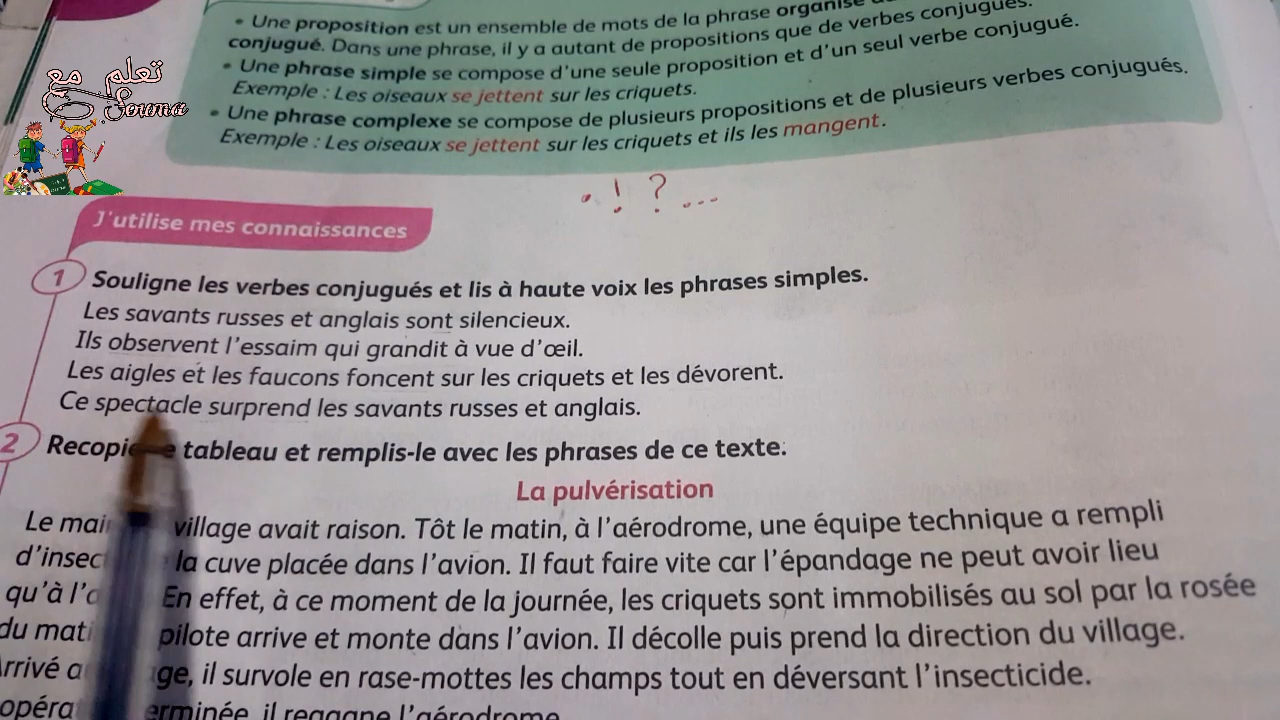 • Une proposition est un ensemble de mots de la phrase organisé
conjugué. Dans une phrase, il y a autant de propositions que de verbes conjugués.
• Une phrase simple se compose d'une seule proposition et d'un seul verbe conjugué.
Exemple : Les oiseaux se jettent sur les criquets.
• Une phrase complexe se compose de plusieurs propositions et de plusieurs verbes conjugués.
Exemple : Les oiseaux se jettent sur les criquets et ils les mangent.
تعلم مع
Souna
. ! ? ...
J'utilise mes connaissances
1 Souligne les verbes conjugués et lis à haute voix les phrases simples.
Les savants russes et anglais sont silencieux.
Ils observent l'essaim qui grandit à vue d'œil.
Les aigles et les faucons foncent sur les criquets et les dévorent.
Ce spectacle surprend les savants russes et anglais.
2 tableau et remplis-le avec les phrases de ce texte.
La pulvérisation
Le village avait raison. Tôt le matin, à l'aérodrome, une équipe technique a rempli
la cuve placée dans l'avion. Il faut faire vite car l'épandage ne peut avoir lieu
En effet, à ce moment de la journée, les criquets sont immobilisés au sol par la rosée
du pilote arrive et monte dans l'avion. Il décolle puis prend la direction du village.
il survole en rase-mottes les champs tout en déversant l'insecticide.
il regagne l'aérodrome.